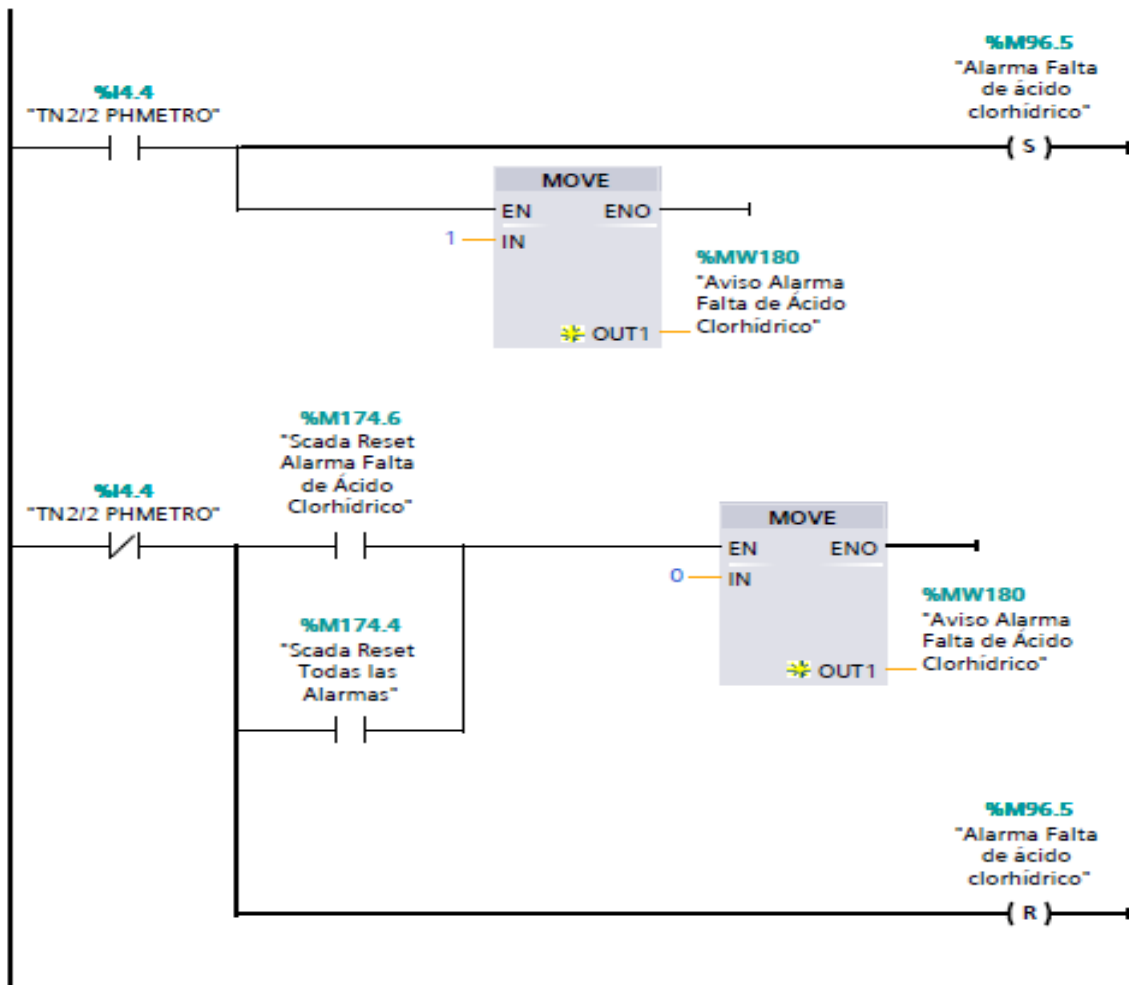 %M96.5
"Alarma Falta
de ácido
clorhídrico"
%I4.4
"TN2/2 PHMETRO"
S
MOVE
EN ENO
1 IN
%MW180
"Aviso Alarma
Falta de Ácido
Clorhídrico"
OUT1
%M174.6
"Scada Reset
Alarma Falta
de Ácido
Clorhídrico"
%I4.4
"TN2/2 PHMETRO"
MOVE
EN ENO
0 IN
%MW180
"Aviso Alarma
Falta de Ácido
Clorhídrico"
OUT1
%M174.4
"Scada Reset
Todas las
Alarmas"
%M96.5
"Alarma Falta
de ácido
clorhídrico"
R